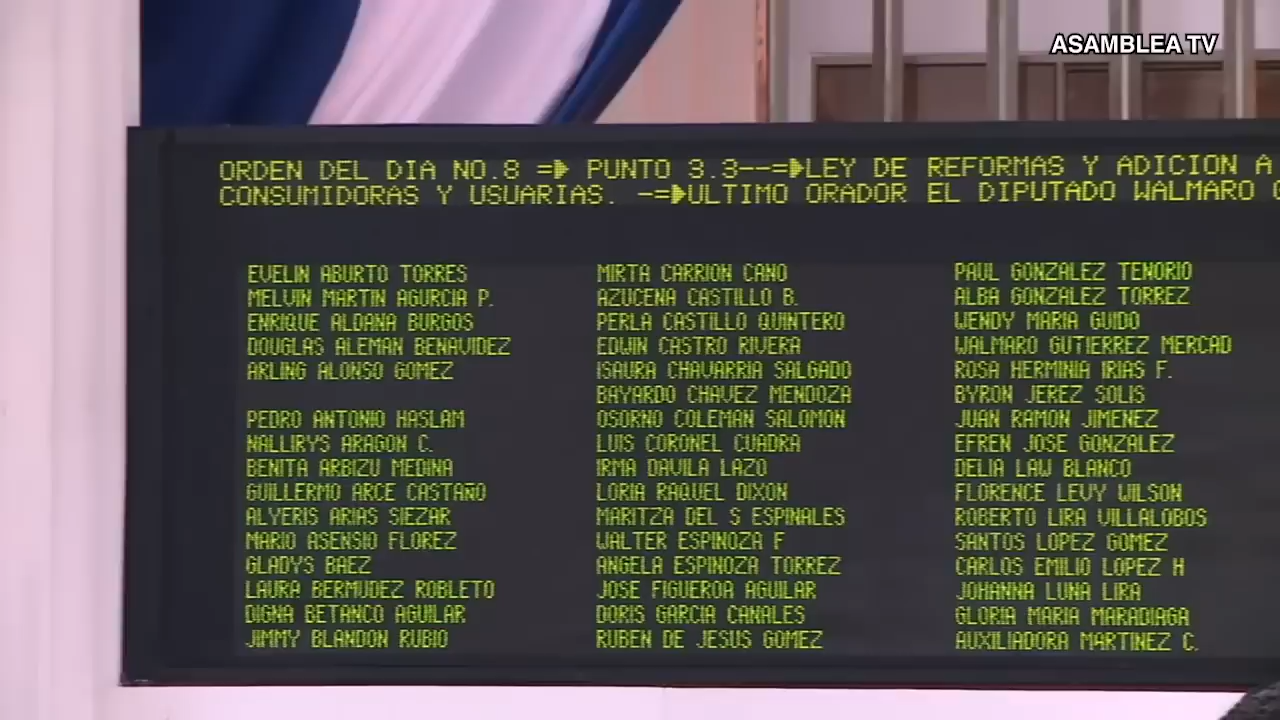 ASAMBLEA TV
ORDEN DEL DIA NO.8 => PUNTO 3.3--=>LEY DE REFORMAS Y ADICION A
CONSUMIDORAS Y USUARIAS. -=>ULTIMO ORADOR EL DIPUTADO WALMARO G
EVELIN ABURTO TORRES
MELVIN MARTIN AGURCIA P.
ENRIQUE ALDANA BURGOS
DOUGLAS ALEMAN BENAVIDEZ
ARLING ALONSO GOMEZ
PEDRO ANTONIO HASLAM
NALLIRYS ARAGON C.
BENITA ARBIZU MEDINA
GUILLERMO ARCE CASTAÑO
ALYERIS ARIAS SIEZAR
MARIO ASENSIO FLOREZ
GLADYS BAEZ
LAURA BERMUDEZ ROBLETO
DIGNA BETANCO AGUILAR
JIMMY BLANDON RUBIO
MIRTA CARRION CANO
AZUCENA CASTILLO B.
PERLA CASTILLO QUINTERO
EDWIN CASTRO RIVERA
ISAURA CHAVARRIA SALGADO
BAYARDO CHAVEZ MENDOZA
OSORNO COLEMAN SALOMON
LUIS CORONEL CUADRA
IRMA DAVILA LAZO
LORIA RAQUEL DIXON
MARITZA DEL S ESPINALES
WALTER ESPINOZA F
ANGELA ESPINOZA TORREZ
JOSE FIGUEROA AGUILAR
DORIS GARCIA CANALES
RUBEN DE JESUS GOMEZ
PAUL GONZALEZ TENORIO
ALBA GONZALEZ TORREZ
WENDY MARIA GUIDO
WALMARO GUTIERREZ MERCAD
ROSA HERMINIA IRIAS F.
BYRON JEREZ SOLIS
JUAN RAMON JIMENEZ
EFREN JOSE GONZALEZ
DELIA LAW BLANCO
FLORENCE LEVY WILSON
ROBERTO LIRA VILLALOBOS
SANTOS LOPEZ GOMEZ
CARLOS EMILIO LOPEZ H
JOHANNA LUNA LIRA
GLORIA MARIA MARADIAGA
AUXILIADORA MARTINEZ C.